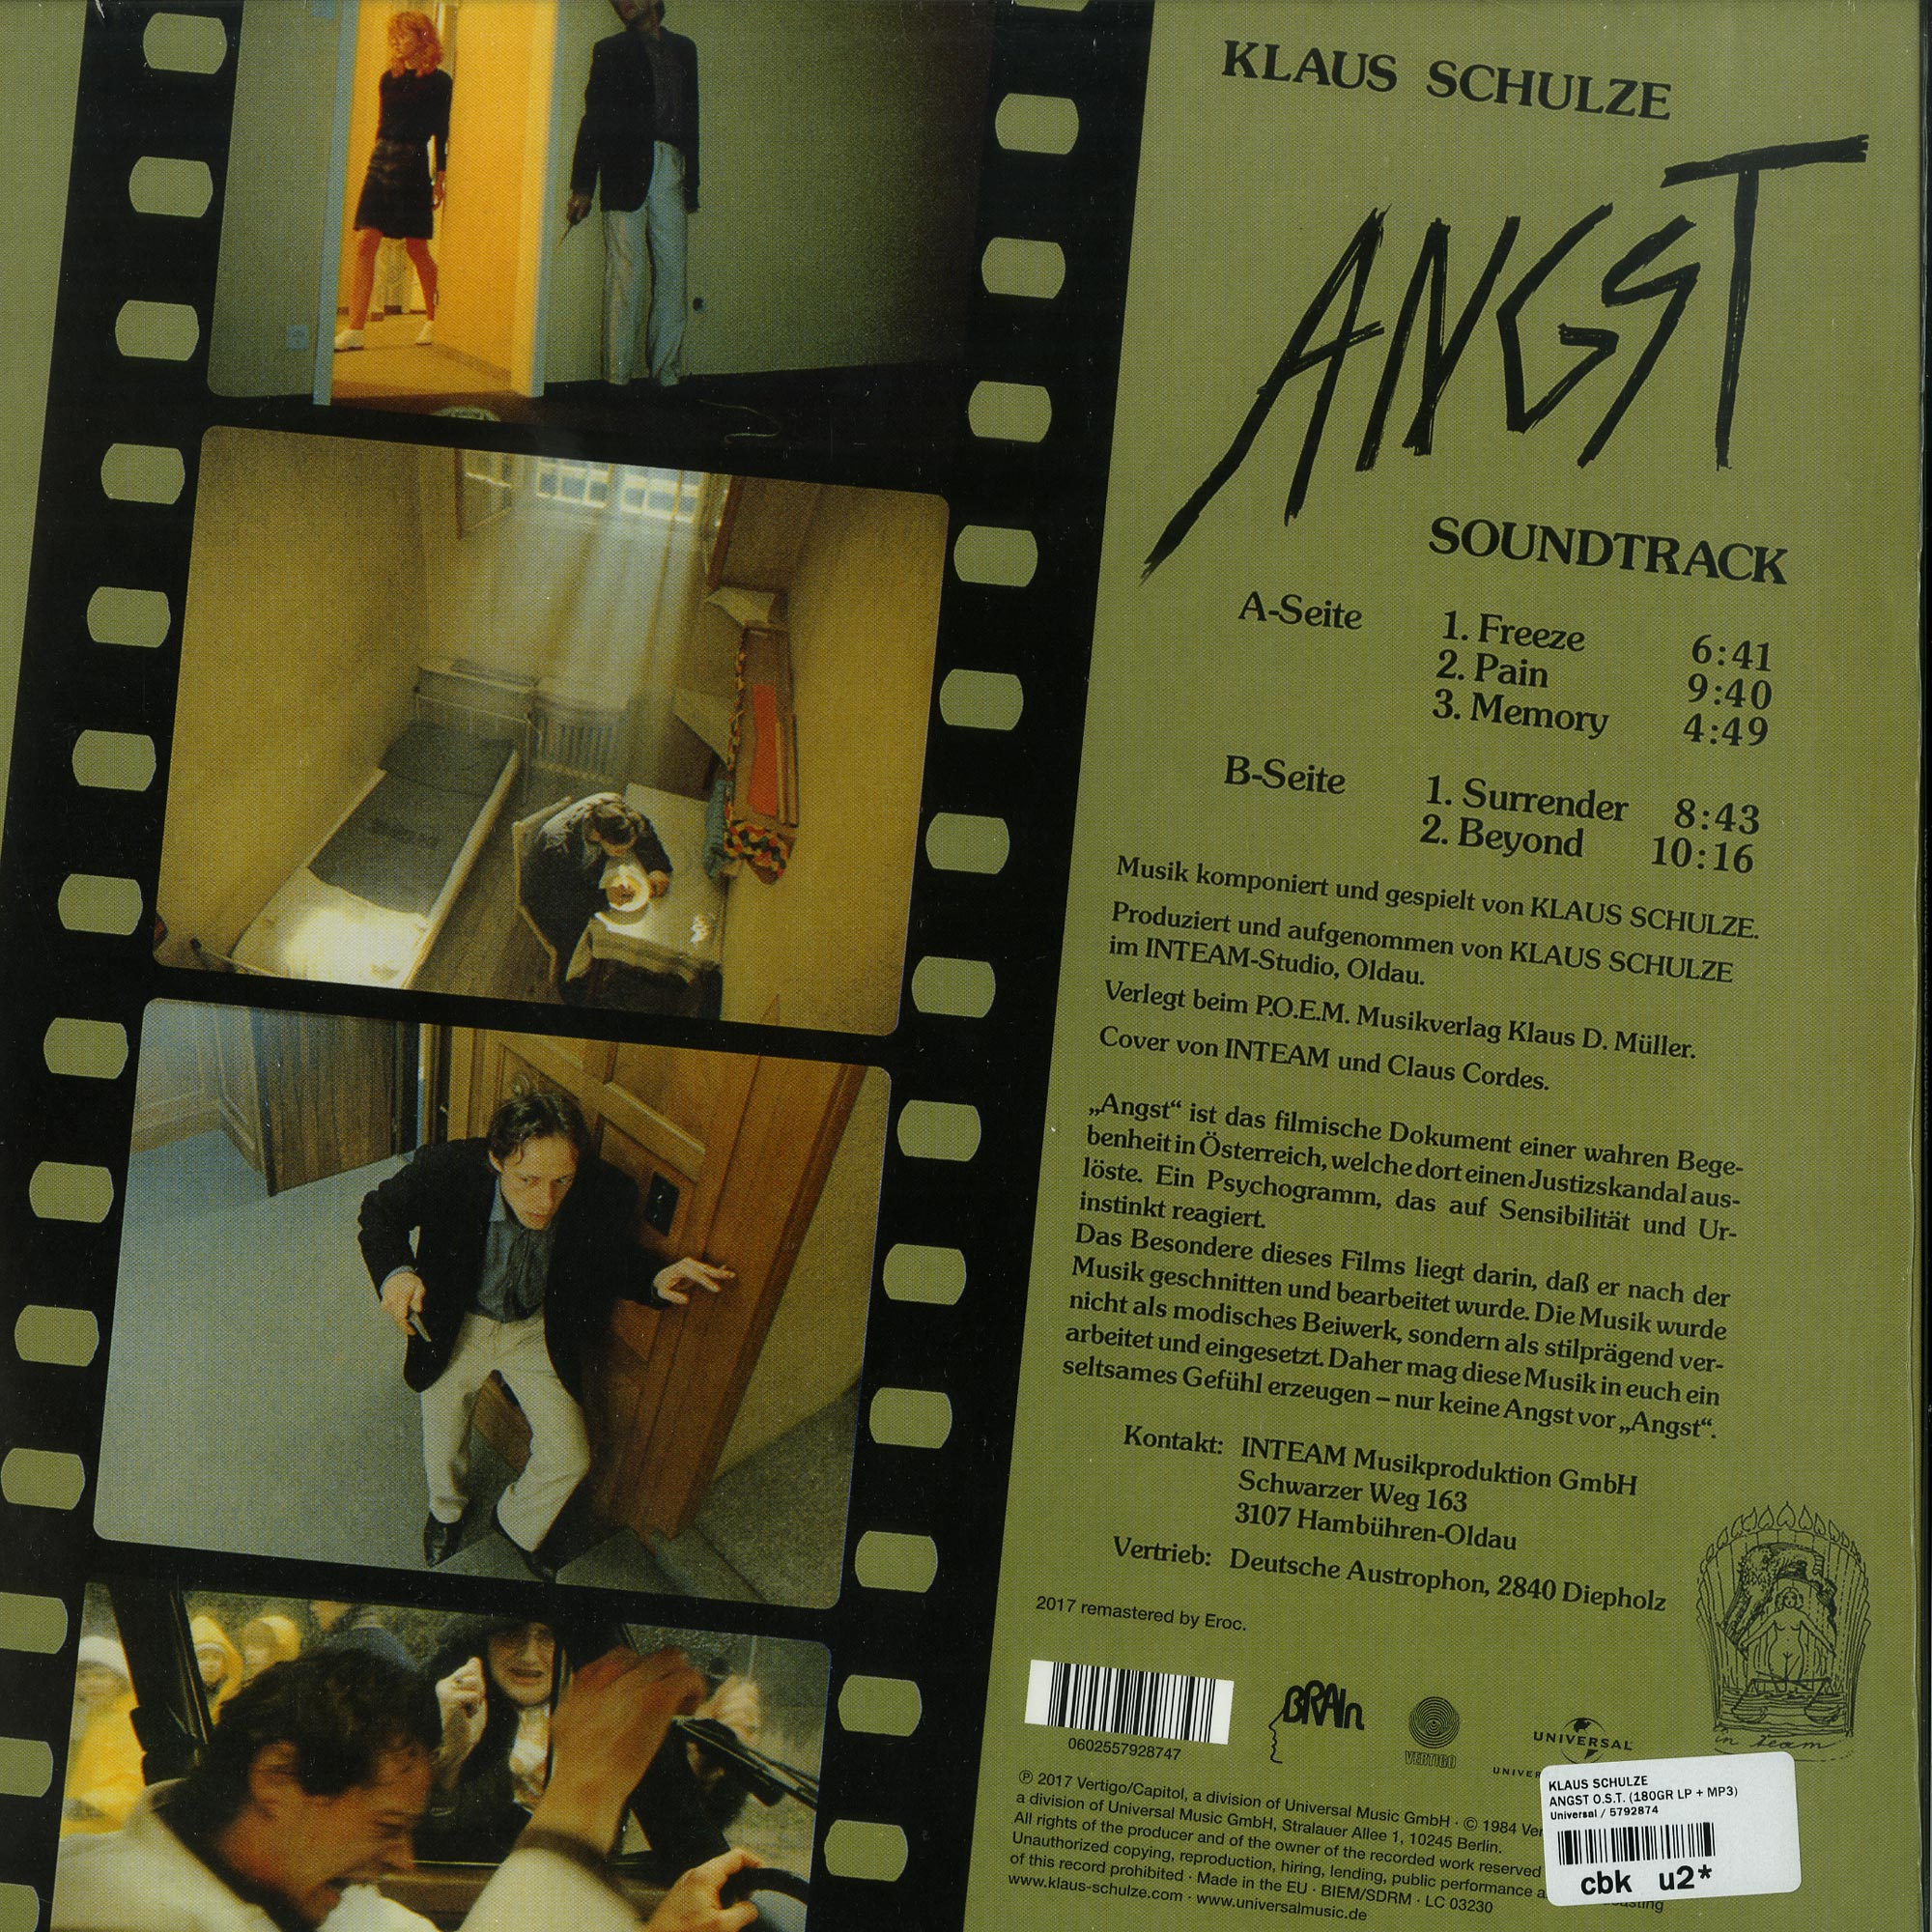 KLAUS SCHULZE
ANGST
SOUNDTRACK
A-Seite 1. Freeze 6:41
2. Pain 9:40
3. Memory 4:49
B-Seite 1. Surrender 8:43
2. Beyond 10:16
Musik komponiert und gespielt von KLAUS SCHULZE.
Produziert und aufgenommen von KLAUS SCHULZE
im INTEAM-Studio, Oldau.
Verlegt beim P.O.E.M. Musikverlag Klaus D. Müller.
Cover von INTEAM und Claus Cordes.
„Angst“ ist das filmische Dokument einer wahren Bege-
benheit in Österreich, welche dort einen Justizskandal aus-
löste. Ein Psychogramm, das auf Sensibilität und Ur-
instinkt reagiert.
Das Besondere dieses Films liegt darin, daß er nach der
Musik geschnitten und bearbeitet wurde. Die Musik wurde
nicht als modisches Beiwerk, sondern als stilprägend ver-
arbeitet und eingesetzt. Daher mag diese Musik in euch ein
seltsames Gefühl erzeugen – nur keine Angst vor „Angst“.
Kontakt: INTEAM Musikproduktion GmbH
Schwarzer Weg 163
3107 Hambühren-Oldau
Vertrieb: Deutsche Austrophon, 2840 Diepholz
2017 remastered by Eroc.
in team
0602557928747
BRAIn
VERTIGO
UNIVERSAL
℗ 2017 Vertigo/Capitol, a division of Universal Music GmbH · © 1984
a division of Universal Music GmbH, Stralauer Allee 1, 10245 Berlin.
All rights of the producer and of the owner of the recorded work reserved
Unauthorized copying, reproduction, hiring, lending, public performance
of this record prohibited · Made in the EU · BIEM/SDRM · LC 03230
www.klaus-schulze.com · www.universalmusic.de
KLAUS SCHULZE
ANGST O.S.T. (180GR LP + MP3)
Universal / 5792874
cbk u2*